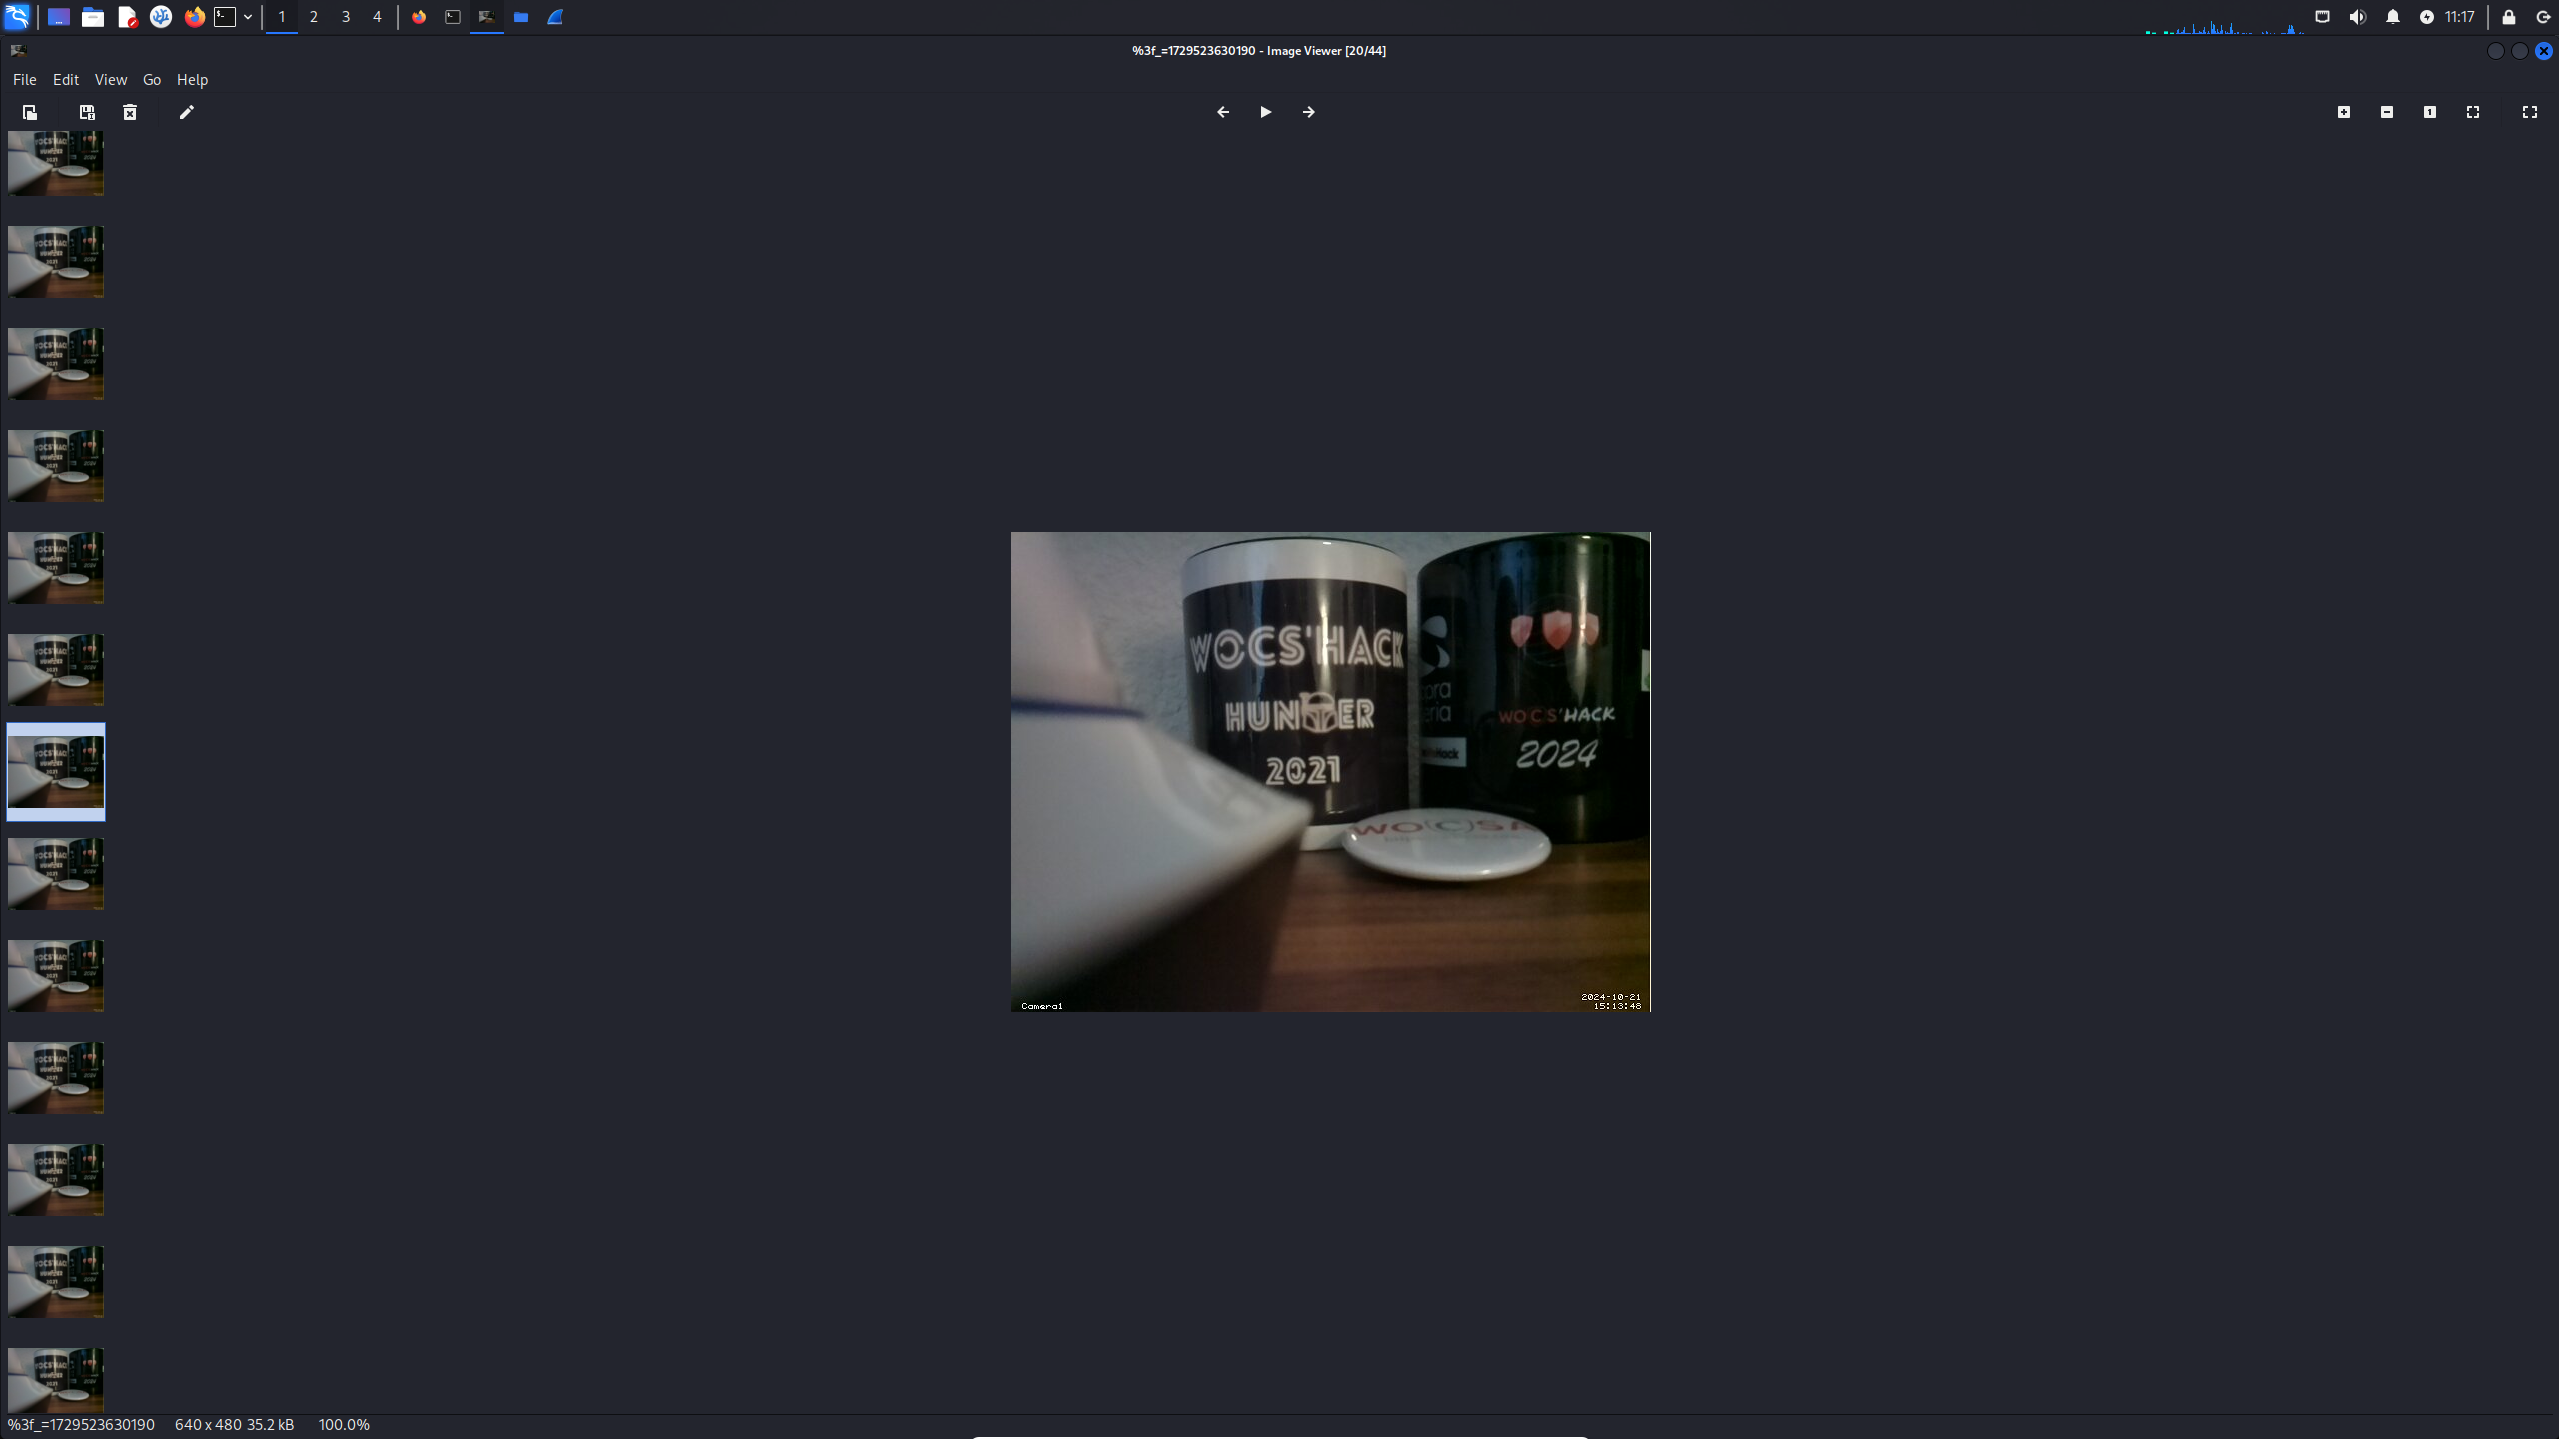 1
2
3
4
11:17
%3f_=1729523630190 - Image Viewer [20/44]
File Edit View Go Help
WOCS'HACK
HUNTER
2021
WOCS'HACK
2024
WO(C)SA
Camera1
2024-10-21
15:13:48
%3f_=1729523630190 640 x 480 35.2 kB 100.0%